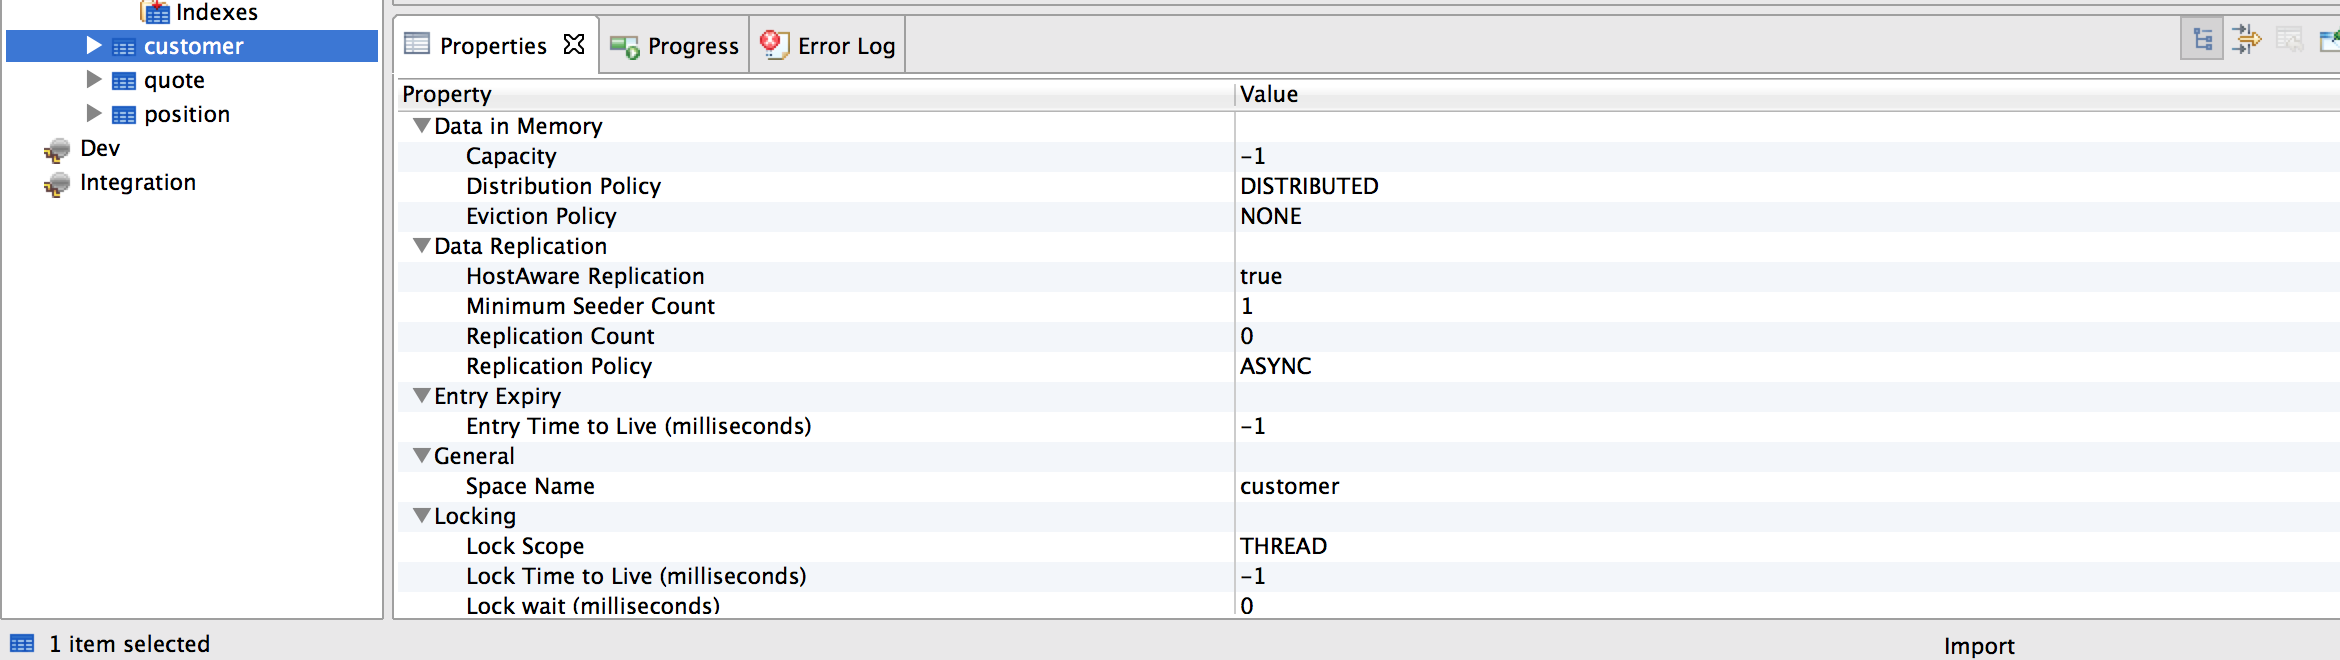 Indexes
customer
quote
position
Dev
Integration
1 item selected
Properties Progress Error Log
Property Value
Data in Memory
Capacity -1
Distribution Policy DISTRIBUTED
Eviction Policy NONE
Data Replication
HostAware Replication true
Minimum Seeder Count 1
Replication Count 0
Replication Policy ASYNC
Entry Expiry
Entry Time to Live (milliseconds) -1
General
Space Name customer
Locking
Lock Scope THREAD
Lock Time to Live (milliseconds) -1
Lock wait (milliseconds) 0
Import